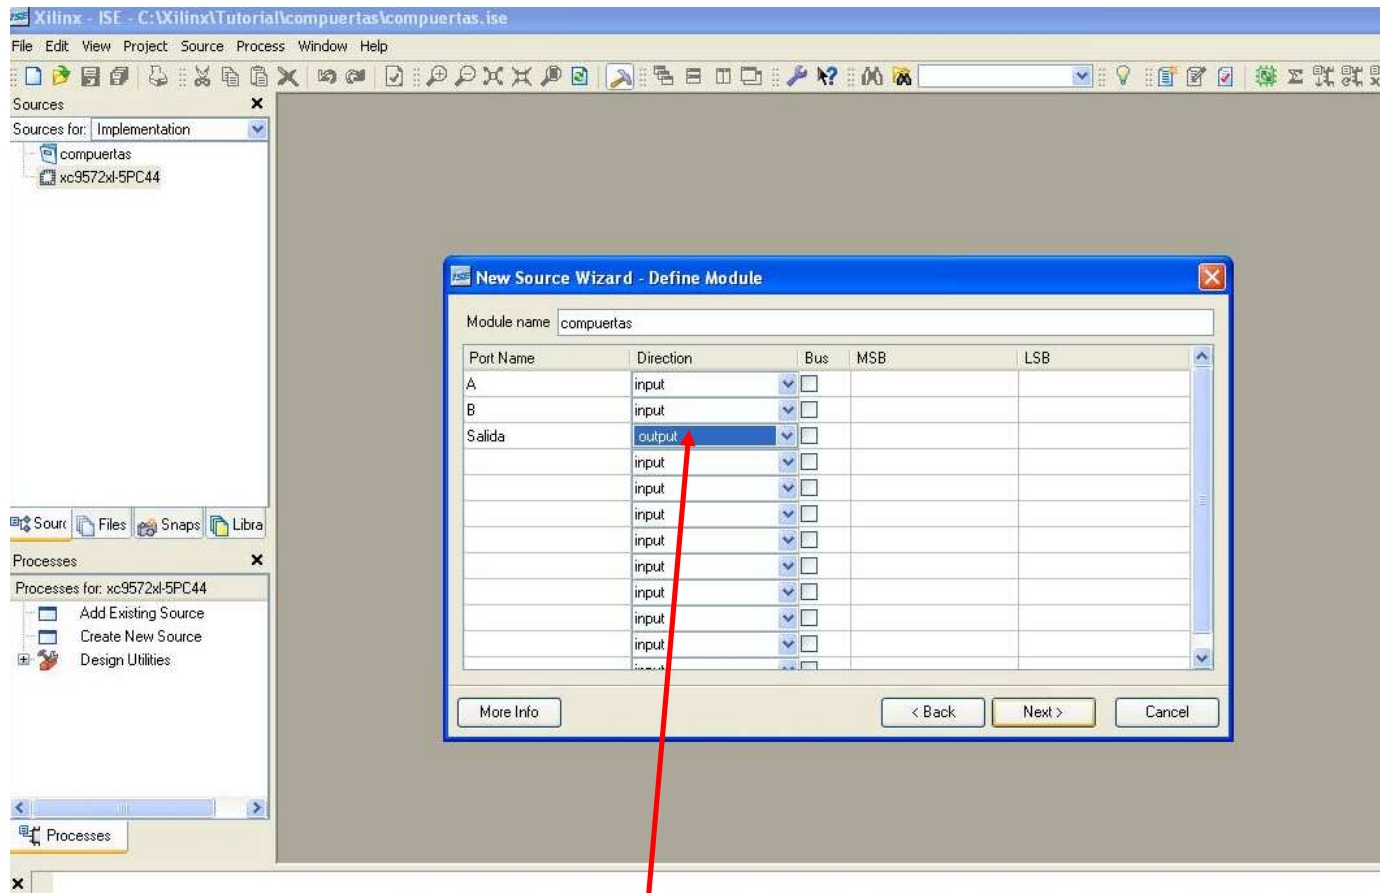 Xilinx - ISE - C:\Xilinx\Tutorial\compuertas\compuertas.ise
File Edit View Project Source Process Window Help
Sources
Sources for: Implementation
compuertas
xc9572xl-5PC44
Sourc Files Snaps Libra
Processes
Processes for: xc9572xl-5PC44
Add Existing Source
Create New Source
Design Utilities
Processes
New Source Wizard - Define Module
Module name compuertas
Port Name Direction Bus MSB LSB
A input
B input
Salida output
input
input
input
input
input
input
input
input
More Info < Back Next > Cancel